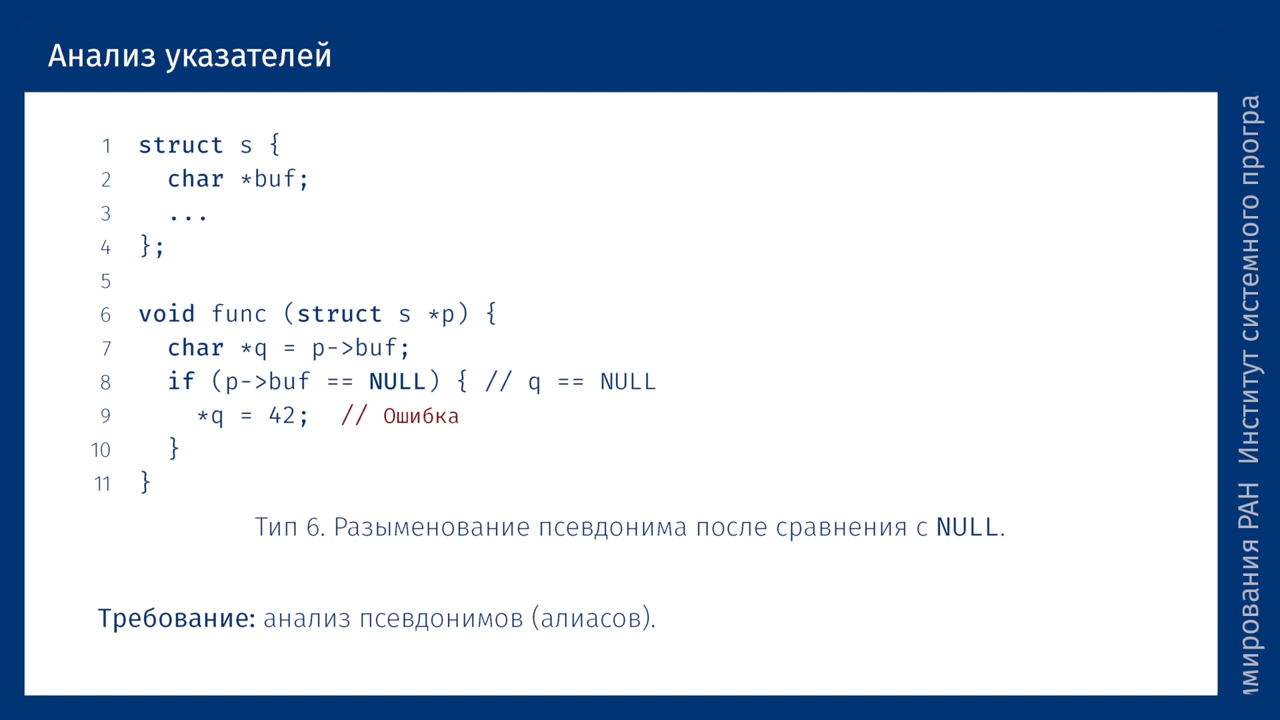 Анализ указателей
1 struct s {
2   char *buf;
3   ...
4 };
5
6 void func (struct s *p) {
7   char *q = p->buf;
8   if (p->buf == NULL) { // q == NULL
9     *q = 42;  // Ошибка
10   }
11 }
Тип 6. Разыменование псевдонима после сравнения с NULL.
Требование: анализ псевдонимов (алиасов).
мирования РАН  Институт системного програ